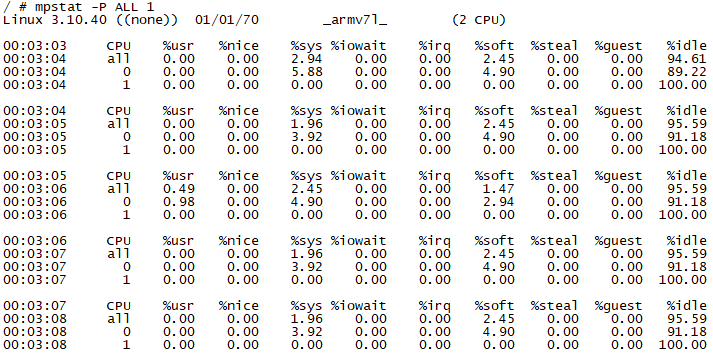 / # mpstat -P ALL 1
Linux 3.10.40 ((none))  01/01/70        _armv7l_        (2 CPU)
00:03:03     CPU    %usr   %nice    %sys %iowait    %irq   %soft  %steal  %guest   %idle
00:03:04     all    0.00    0.00    2.94    0.00    0.00    2.45    0.00    0.00   94.61
00:03:04       0    0.00    0.00    5.88    0.00    0.00    4.90    0.00    0.00   89.22
00:03:04       1    0.00    0.00    0.00    0.00    0.00    0.00    0.00    0.00  100.00
00:03:04     CPU    %usr   %nice    %sys %iowait    %irq   %soft  %steal  %guest   %idle
00:03:05     all    0.00    0.00    1.96    0.00    0.00    2.45    0.00    0.00   95.59
00:03:05       0    0.00    0.00    3.92    0.00    0.00    4.90    0.00    0.00   91.18
00:03:05       1    0.00    0.00    0.00    0.00    0.00    0.00    0.00    0.00  100.00
00:03:05     CPU    %usr   %nice    %sys %iowait    %irq   %soft  %steal  %guest   %idle
00:03:06     all    0.49    0.00    2.45    0.00    0.00    1.47    0.00    0.00   95.59
00:03:06       0    0.98    0.00    4.90    0.00    0.00    2.94    0.00    0.00   91.18
00:03:06       1    0.00    0.00    0.00    0.00    0.00    0.00    0.00    0.00  100.00
00:03:06     CPU    %usr   %nice    %sys %iowait    %irq   %soft  %steal  %guest   %idle
00:03:07     all    0.00    0.00    1.96    0.00    0.00    2.45    0.00    0.00   95.59
00:03:07       0    0.00    0.00    3.92    0.00    0.00    4.90    0.00    0.00   91.18
00:03:07       1    0.00    0.00    0.00    0.00    0.00    0.00    0.00    0.00  100.00
00:03:07     CPU    %usr   %nice    %sys %iowait    %irq   %soft  %steal  %guest   %idle
00:03:08     all    0.00    0.00    1.96    0.00    0.00    2.45    0.00    0.00   95.59
00:03:08       0    0.00    0.00    3.92    0.00    0.00    4.90    0.00    0.00   91.18
00:03:08       1    0.00    0.00    0.00    0.00    0.00    0.00    0.00    0.00  100.00